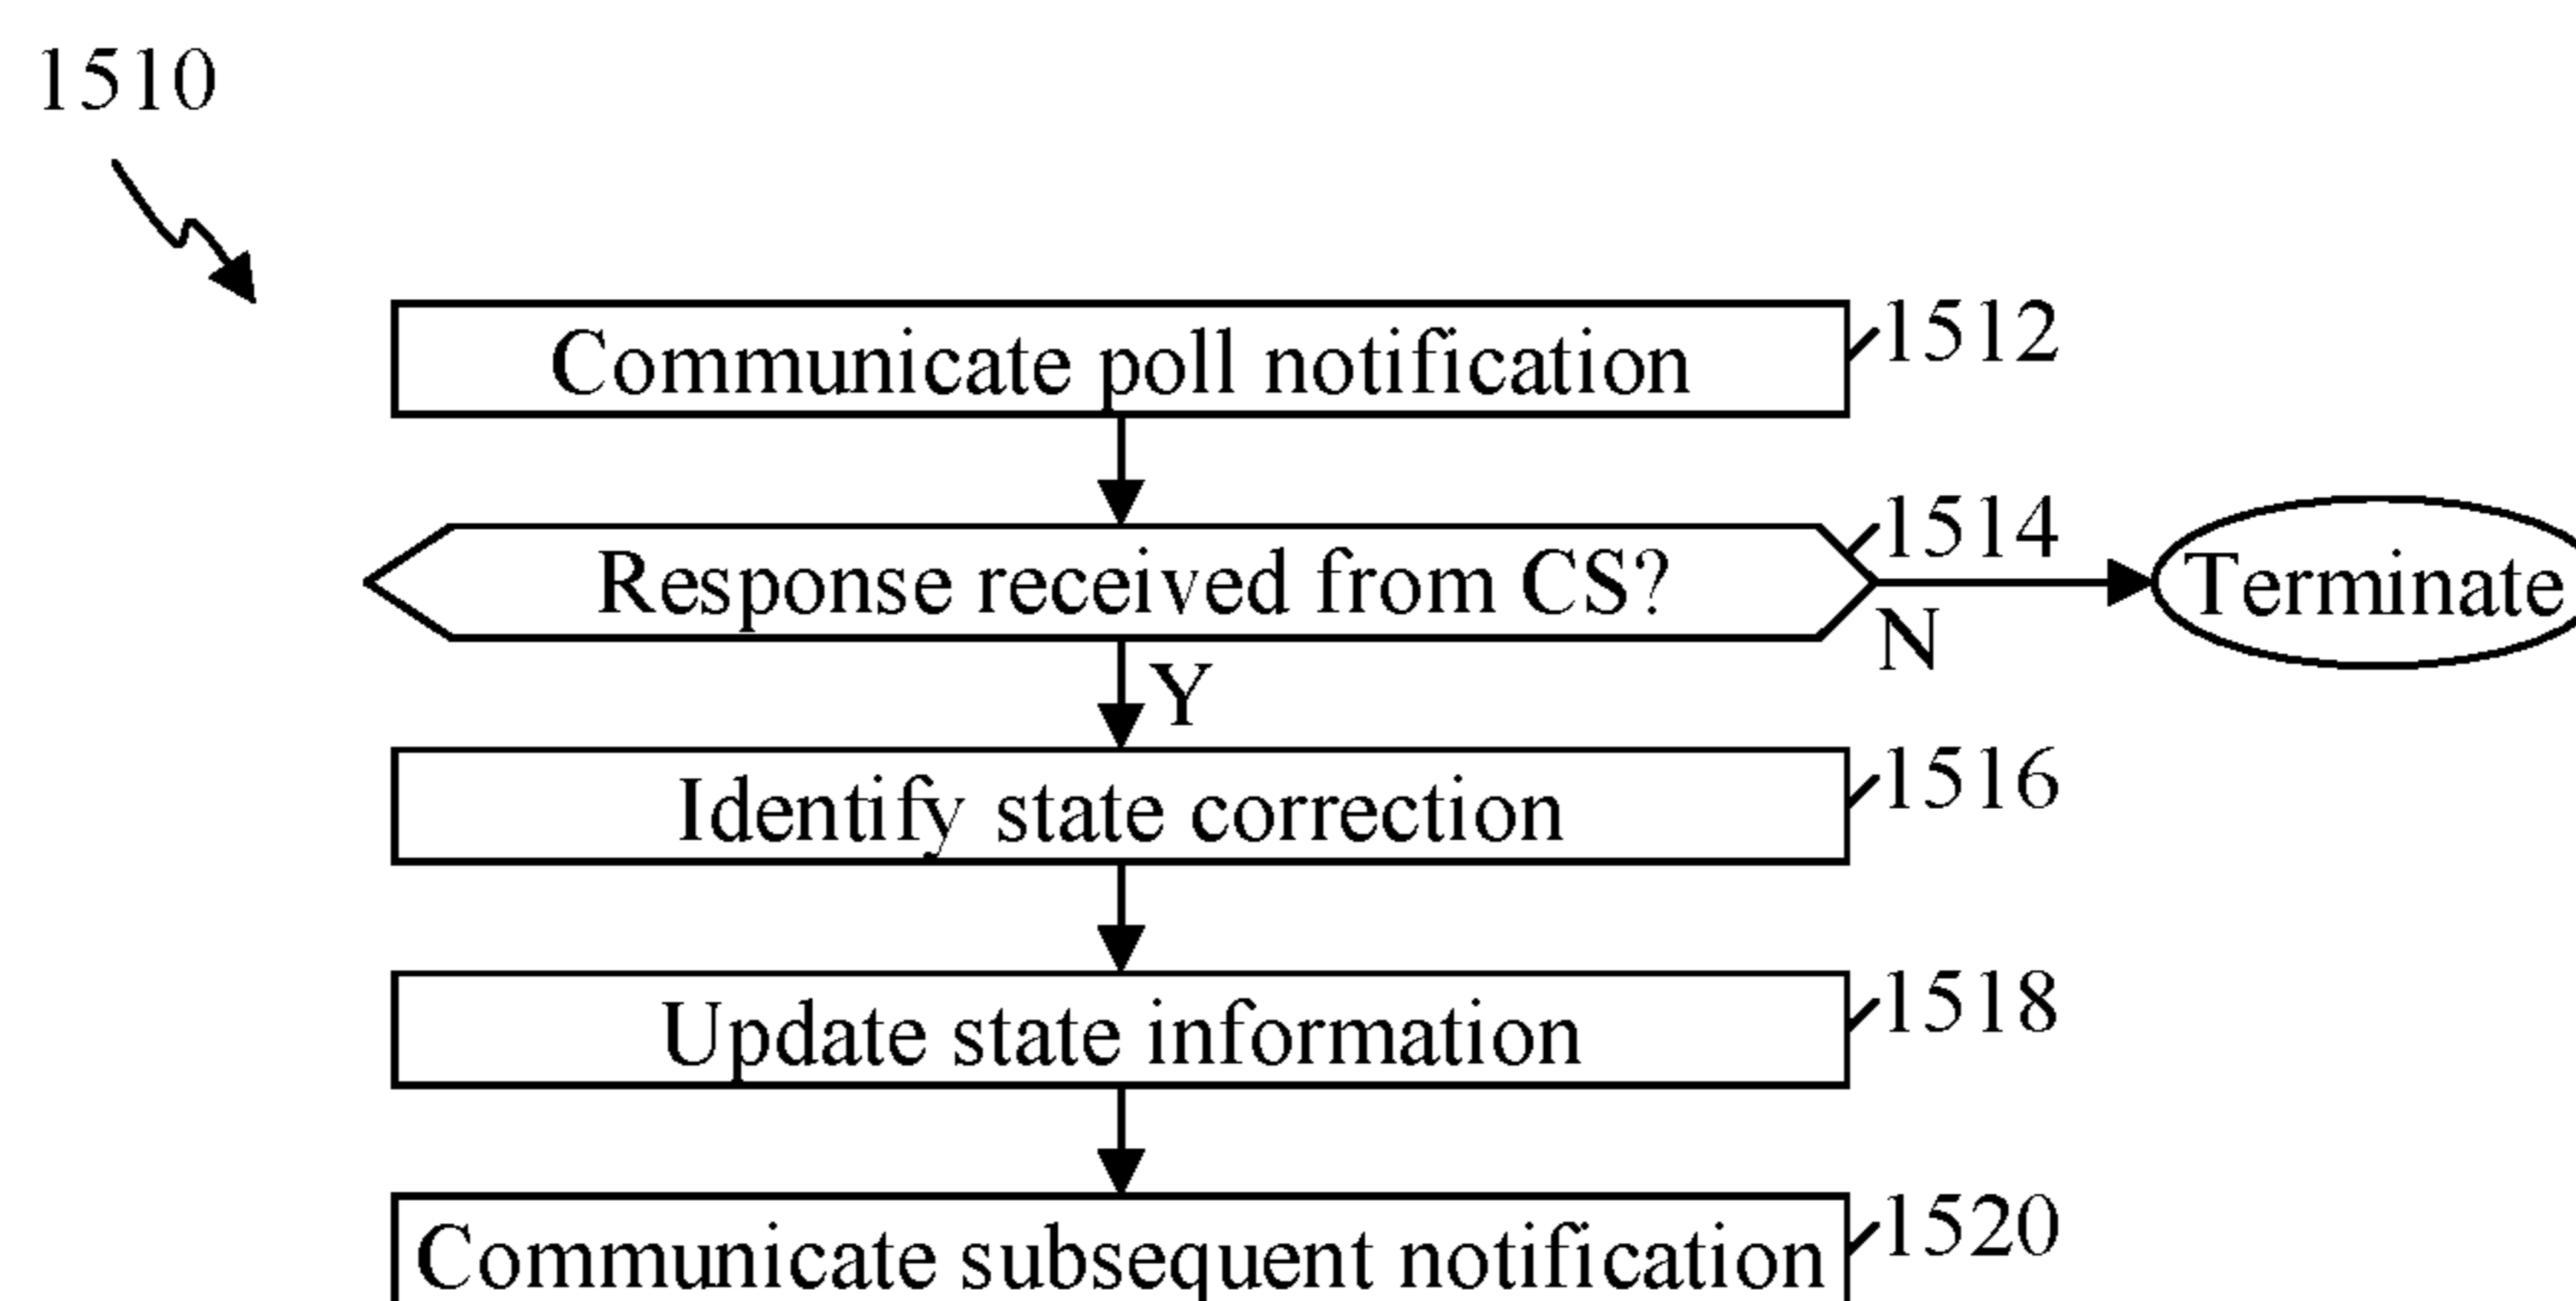 1510
Communicate poll notification
1512
Response received from CS?
1514
Terminate
N
Y
Identify state correction
1516
Update state information
1518
Communicate subsequent notification
1520